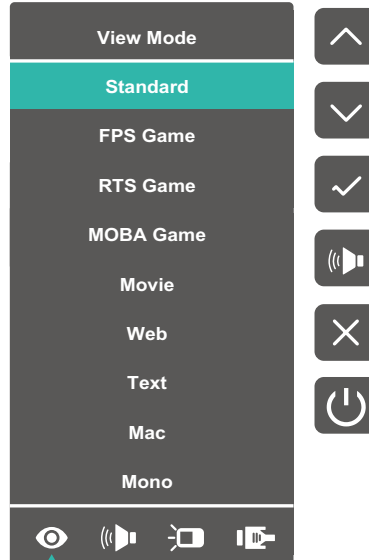 View Mode
Standard
FPS Game
RTS Game
MOBA Game
Movie
Web
Text
Mac
Mono